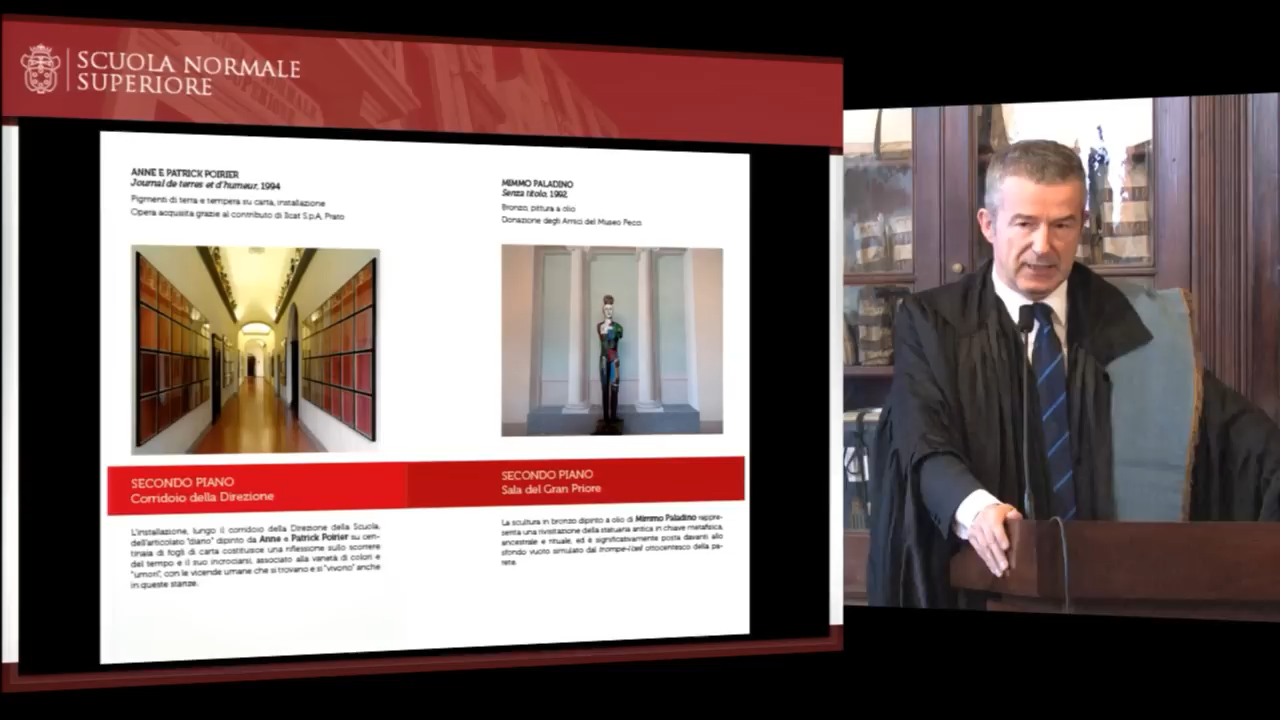 SCUOLA NORMALE
SUPERIORE
ANNE E PATRICK POIRIER
Journal de terres et d'humeur, 1994
Pigmenti di terra e tempera su carta, installazione
Opera acquisita grazie al contributo di Ilcat S.p.A, Prato
SECONDO PIANO
Corridoio della Direzione
L'installazione, lungo il corridoio della Direzione della Scuola,
dell'articolato "diario" dipinto da Anne e Patrick Poirier su cen-
tinaia di fogli di carta costituisce una riflessione sullo scorrere
del tempo e il suo incrociarsi, associato alla varietà di colori e
"umori", con le vicende umane che si trovano e si "vivono" anche
in queste stanze.
MIMMO PALADINO
Senza titolo, 1992,
Bronzo, pittura a olio
Donazione degli Amici del Museo Pecci
SECONDO PIANO
Sala del Gran Priore
La scultura in bronzo dipinto a olio di Mimmo Paladino rappre-
senta una rivisitazione della statuaria antica in chiave metafisica,
ancestrale e rituale, ed è significativamente posta davanti allo
sfondo vuoto simulato dal trompe-l'œil ottocentesco della pa-
rete.